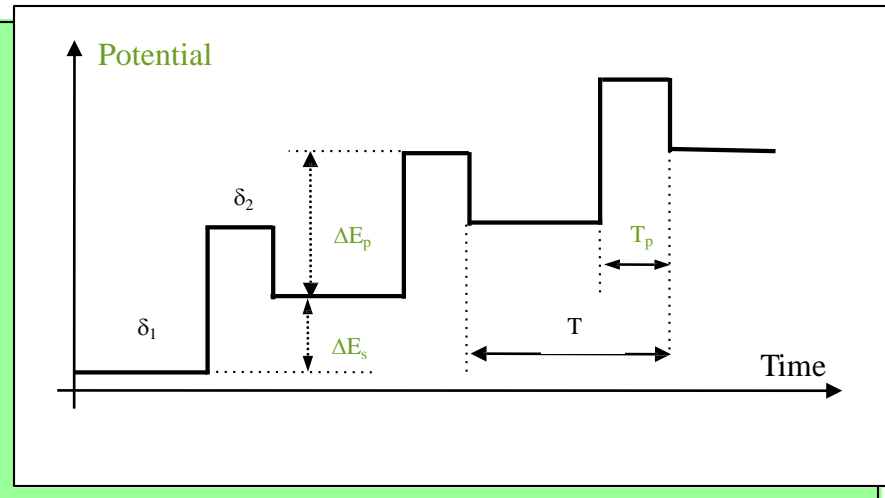 Potential
δ₂
ΔEₚ
Tₚ
δ₁
T
ΔEₛ
Time